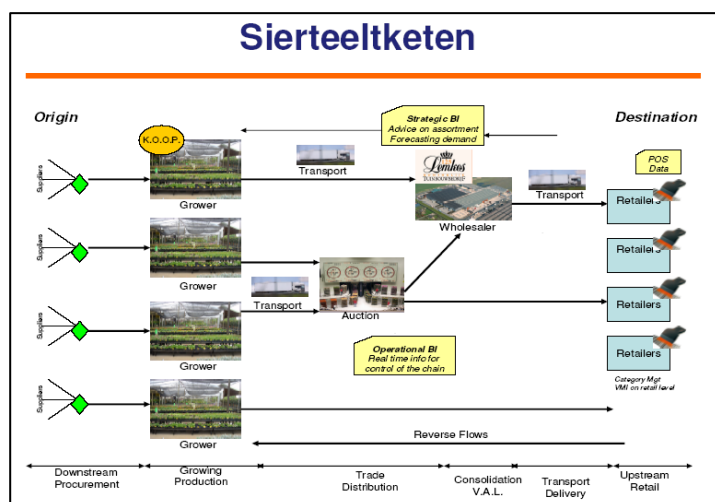 Sierteeltketen
Origin
Destination
K.O.O.P.
Strategic BI
Advice on assortment
Forecasting demand
POS
Data
Lemkes
Suppliers
Grower
Transport
Wholesaler
Transport
Retailers
Suppliers
Grower
Retailers
Transport
Auction
Suppliers
Grower
Retailers
Operational BI
Real time info for
control of the chain
Retailers
Category Mgt
VMI on retail level
Suppliers
Grower
Reverse Flows
Downstream
Procurement
Growing
Production
Trade
Distribution
Consolidation
V.A.L.
Transport
Delivery
Upstream
Retail